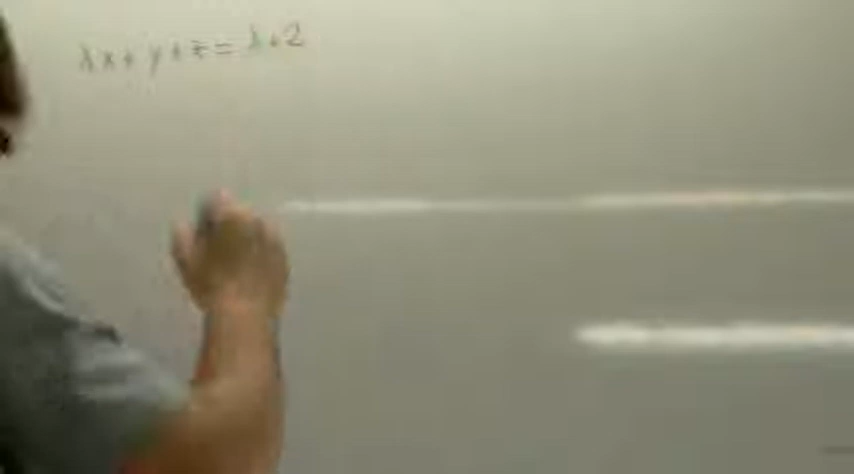 λx + y + z = λ+2